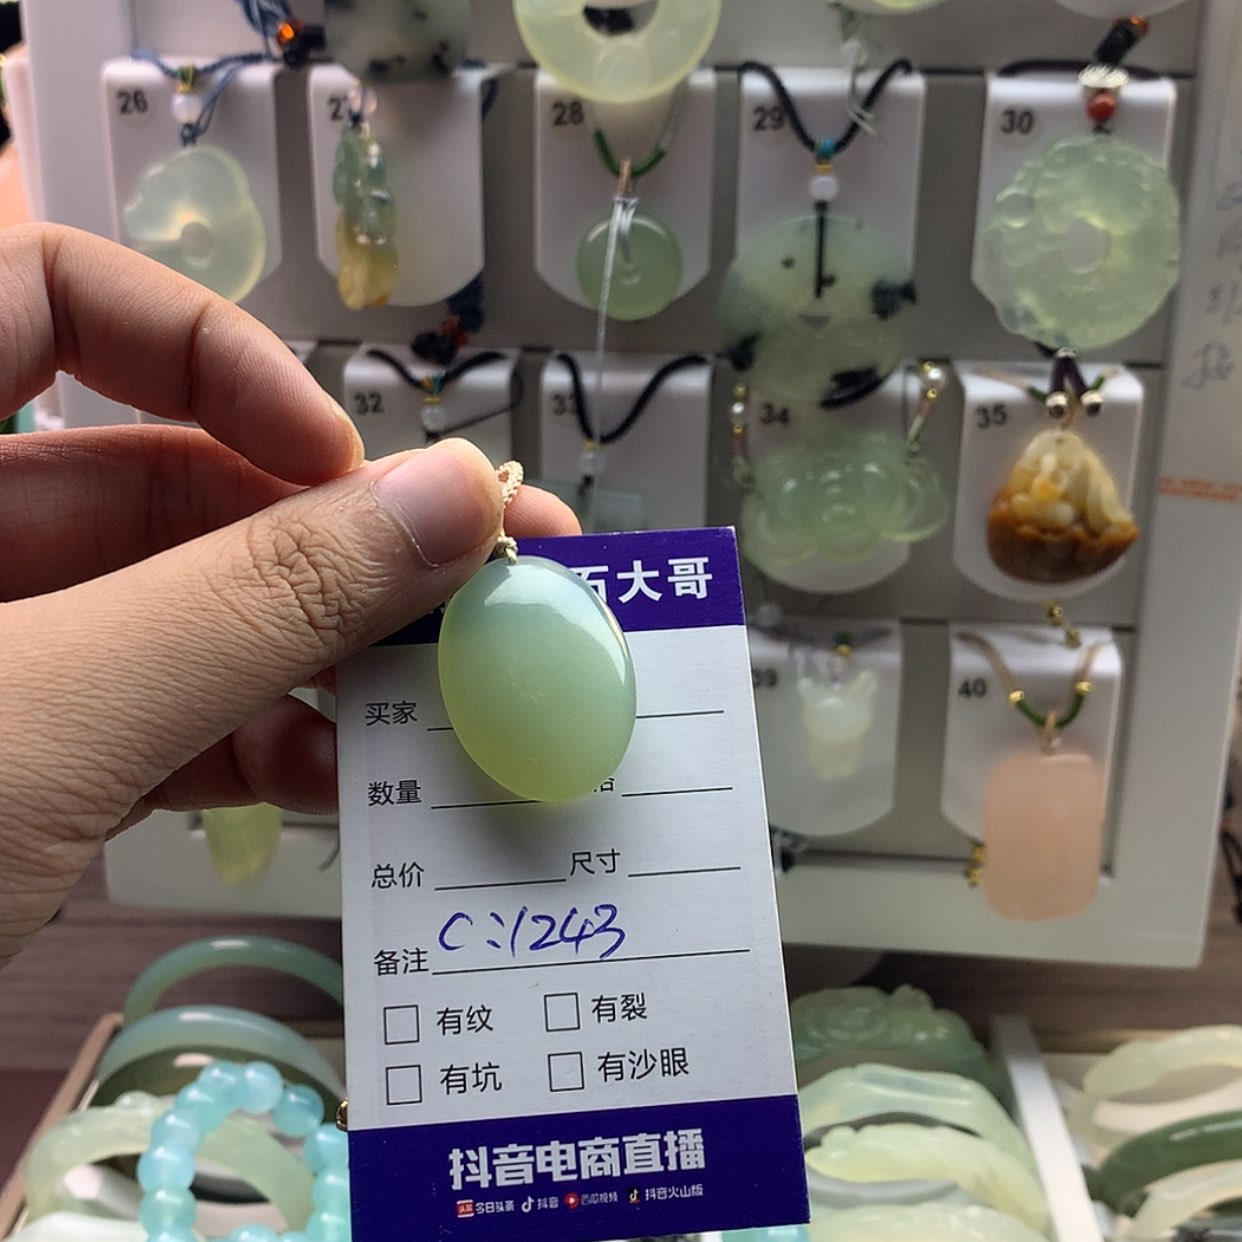 26
27
28
29
30
32
34
35
39
40
石大哥
买家
数量
总价 尺寸
备注 C:1243
有纹 有裂
有坑 有沙眼
抖音电商直播
今日头条 抖音 西瓜视频 抖音火山版